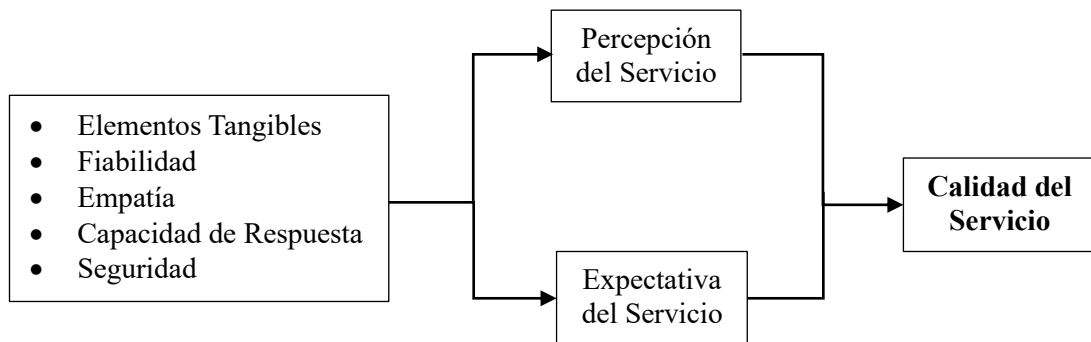 Percepción
del Servicio
• Elementos Tangibles
• Fiabilidad
• Empatía
• Capacidad de Respuesta
• Seguridad
Calidad del
Servicio
Expectativa
del Servicio